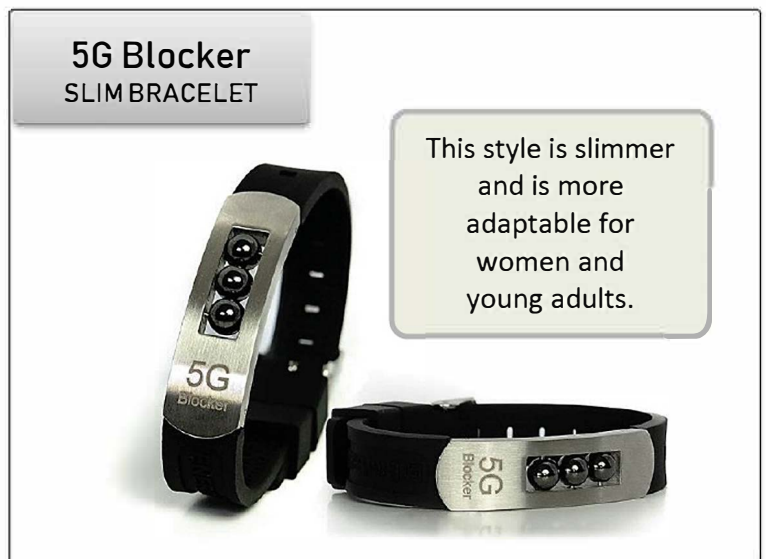 5G Blocker
SLIM BRACELET
This style is slimmer
and is more
adaptable for
women and
young adults.
5G
Blocker
5G
Blocker